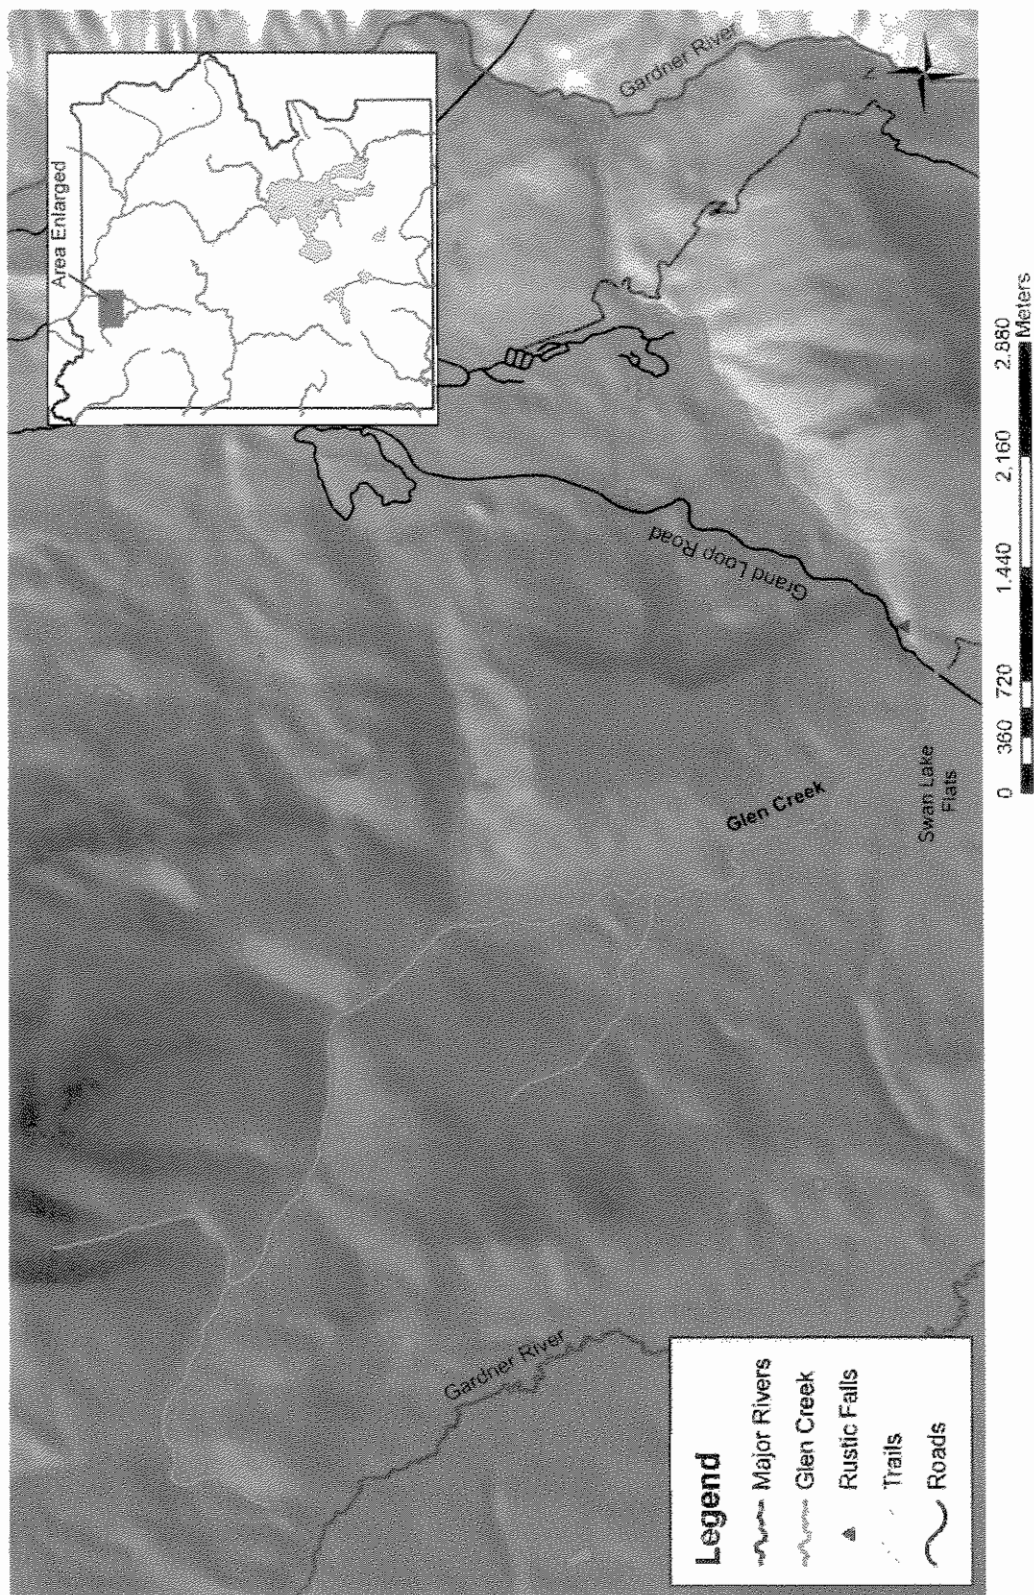 Area Enlarged
Gardner River
Grand Loop Road
Glen Creek
Swan Lake
Flats
Gardner River
Legend
Major Rivers
Glen Creek
Rustic Falls
Trails
Roads
0 360 720 1,440 2,160 2,880
Meters
N